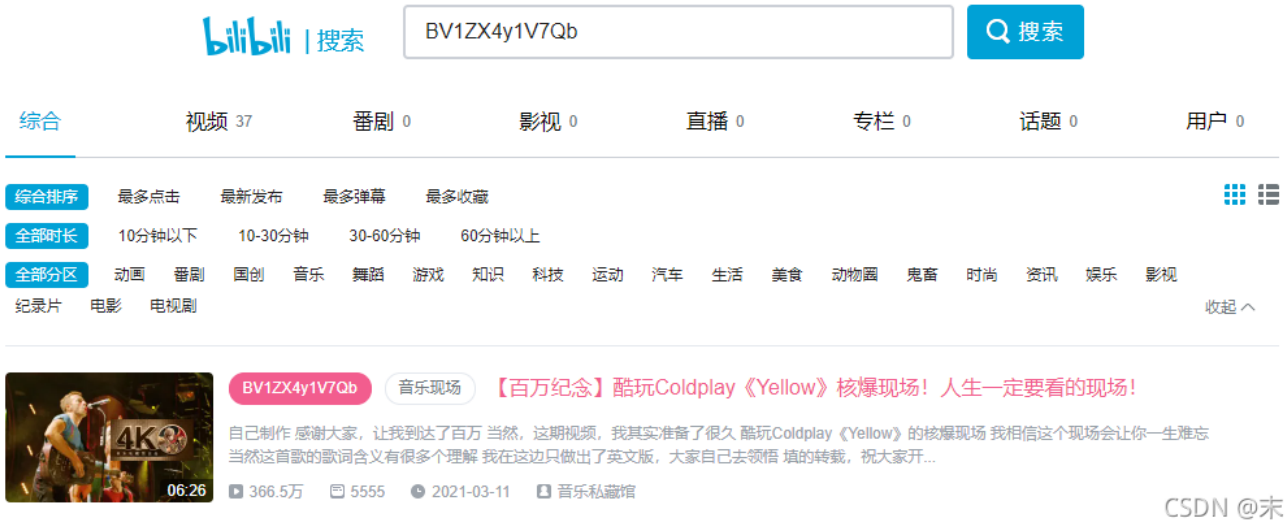 bilibili | 搜索 BV1ZX4y1V7Qb 搜索
综合 视频 37 番剧 0 影视 0 直播 0 专栏 0 话题 0 用户 0
综合排序 最多点击 最新发布 最多弹幕 最多收藏
全部时长 10分钟以下 10-30分钟 30-60分钟 60分钟以上
全部分区 动画 番剧 国创 音乐 舞蹈 游戏 知识 科技 运动 汽车 生活 美食 动物圈 鬼畜 时尚 资讯 娱乐 影视
纪录片 电影 电视剧 收起
BV1ZX4y1V7Qb 音乐现场 【百万纪念】酷玩Coldplay《Yellow》核爆现场！人生一定要看的现场！
4K
自己制作 感谢大家，让我到达了百万 当然，这期视频，我其实准备了很久 酷玩Coldplay《Yellow》的核爆现场 我相信这个现场会让你一生难忘
当然这首歌的歌词含义有很多个理解 我在这边只做出了英文版，大家自己去领悟 填的转载，祝大家开...
06:26 366.5万 5555 2021-03-11 音乐私藏馆
CSDN @末